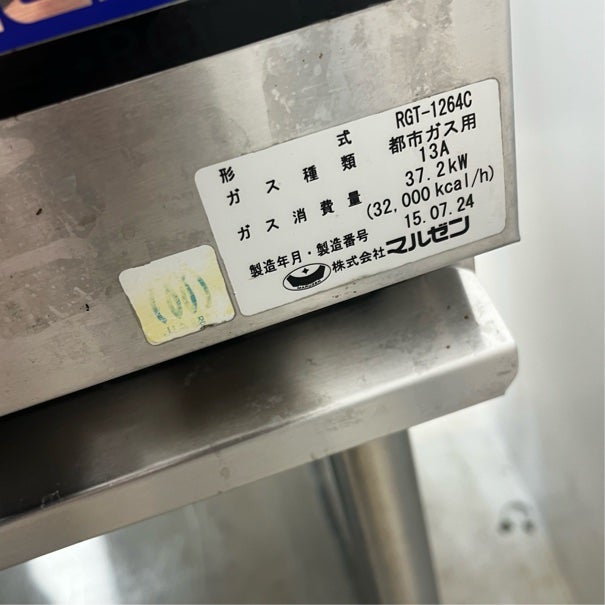 形式 RGT-1264C
ガス種類 都市ガス用
13A
ガス消費量 37.2kW
(32,000kcal/h)
製造年月・製造番号 15.07.24
株式会社マルゼン